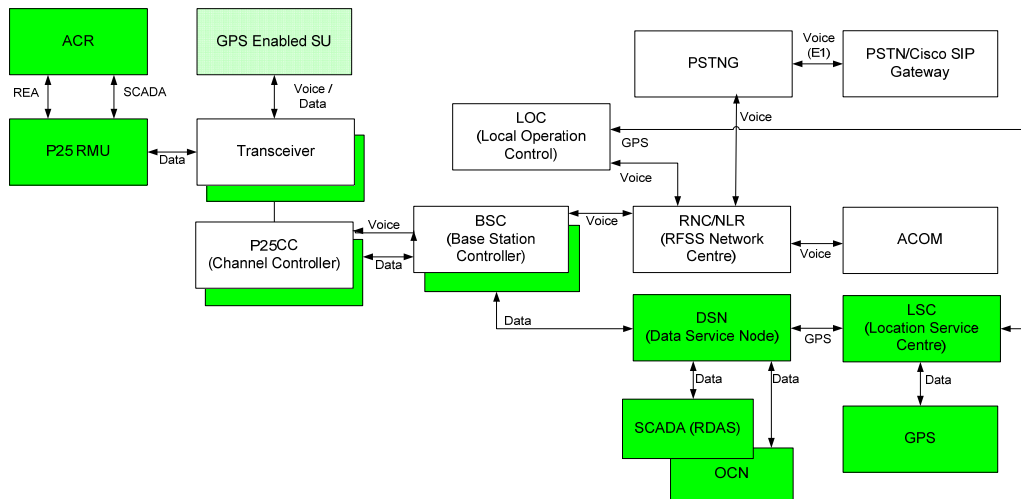 ACR
GPS Enabled SU
PSTNG
Voice
(E1)
PSTN/Cisco SIP
Gateway
REA
SCADA
Voice /
Data
LOC
(Local Operation
Control)
Voice
GPS
P25 RMU
Data
Transceiver
Voice
P25CC
(Channel Controller)
Voice
Data
BSC
(Base Station
Controller)
Voice
RNC/NLR
(RFSS Network
Centre)
Voice
ACOM
Data
DSN
(Data Service Node)
GPS
LSC
(Location Service
Centre)
Data
Data
Data
SCADA (RDAS)
OCN
GPS